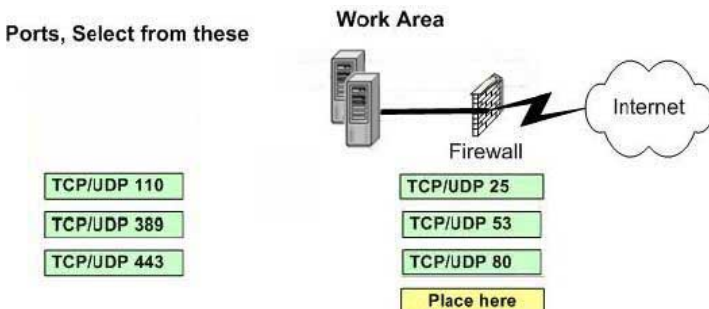 Ports, Select from these
Work Area
Internet
Firewall
TCP/UDP 110
TCP/UDP 389
TCP/UDP 443
TCP/UDP 25
TCP/UDP 53
TCP/UDP 80
Place here